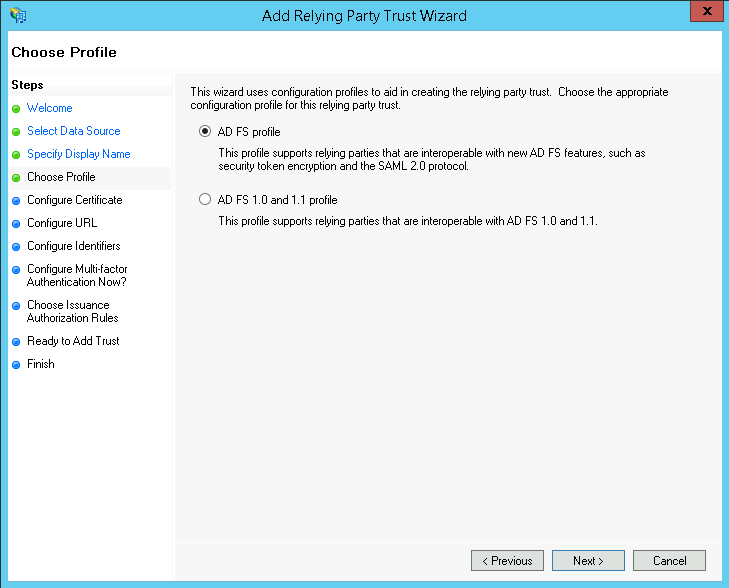 Add Relying Party Trust Wizard
X
Choose Profile
Steps
Welcome
Select Data Source
Specify Display Name
Choose Profile
Configure Certificate
Configure URL
Configure Identifiers
Configure Multi-factor
Authentication Now?
Choose Issuance
Authorization Rules
Ready to Add Trust
Finish
This wizard uses configuration profiles to aid in creating the relying party trust. Choose the appropriate
configuration profile for this relying party trust.
AD FS profile
This profile supports relying parties that are interoperable with new AD FS features, such as
security token encryption and the SAML 2.0 protocol.
AD FS 1.0 and 1.1 profile
This profile supports relying parties that are interoperable with AD FS 1.0 and 1.1.
< Previous
Next >
Cancel